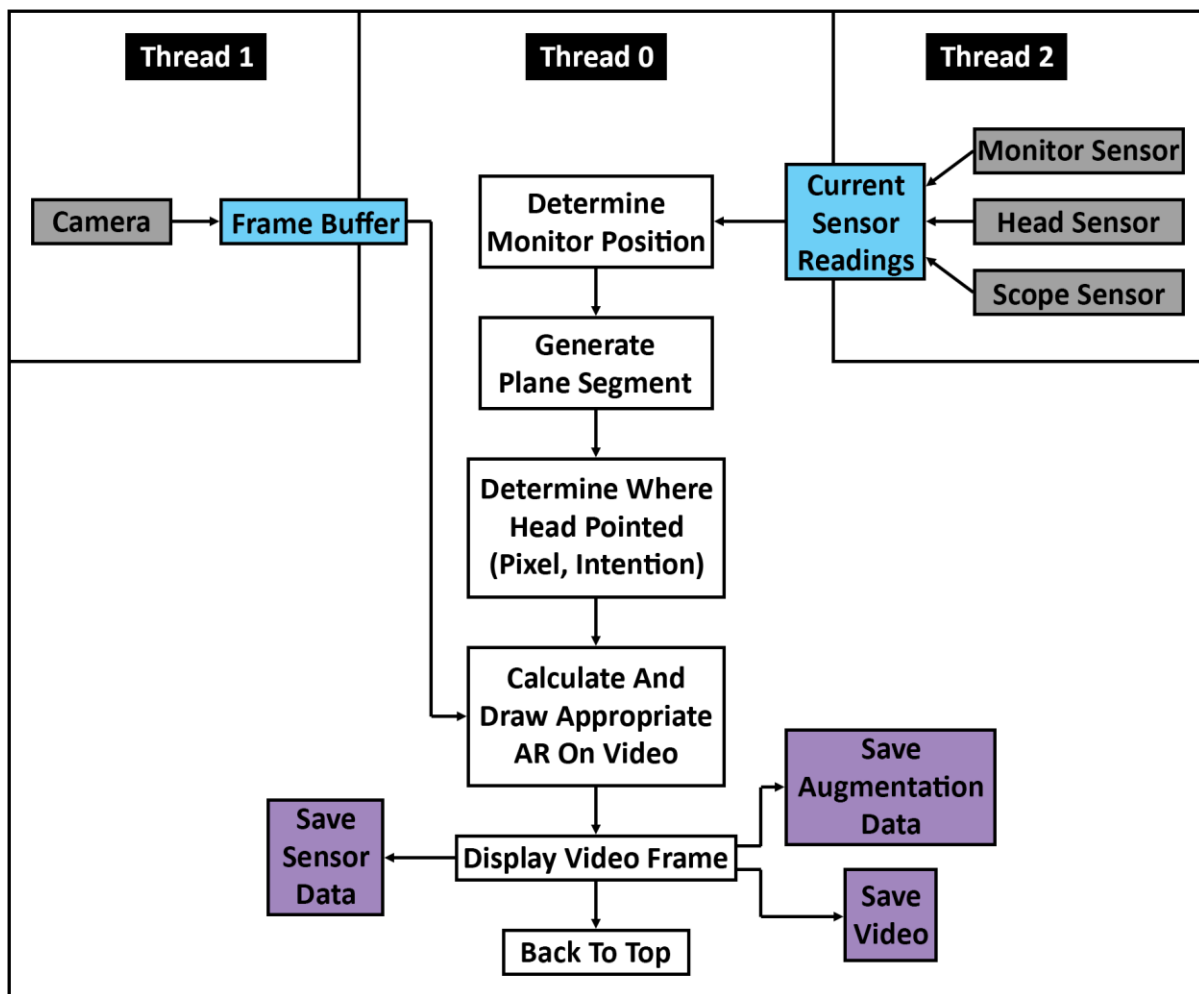 Thread 1
Thread 0
Thread 2
Camera
Frame Buffer
Monitor Sensor
Head Sensor
Scope Sensor
Current
Sensor
Readings
Determine
Monitor Position
Generate
Plane Segment
Determine Where
Head Pointed
(Pixel, Intention)
Calculate And
Draw Appropriate
AR On Video
Display Video Frame
Save
Sensor
Data
Save
Augmentation
Data
Save
Video
Back To Top